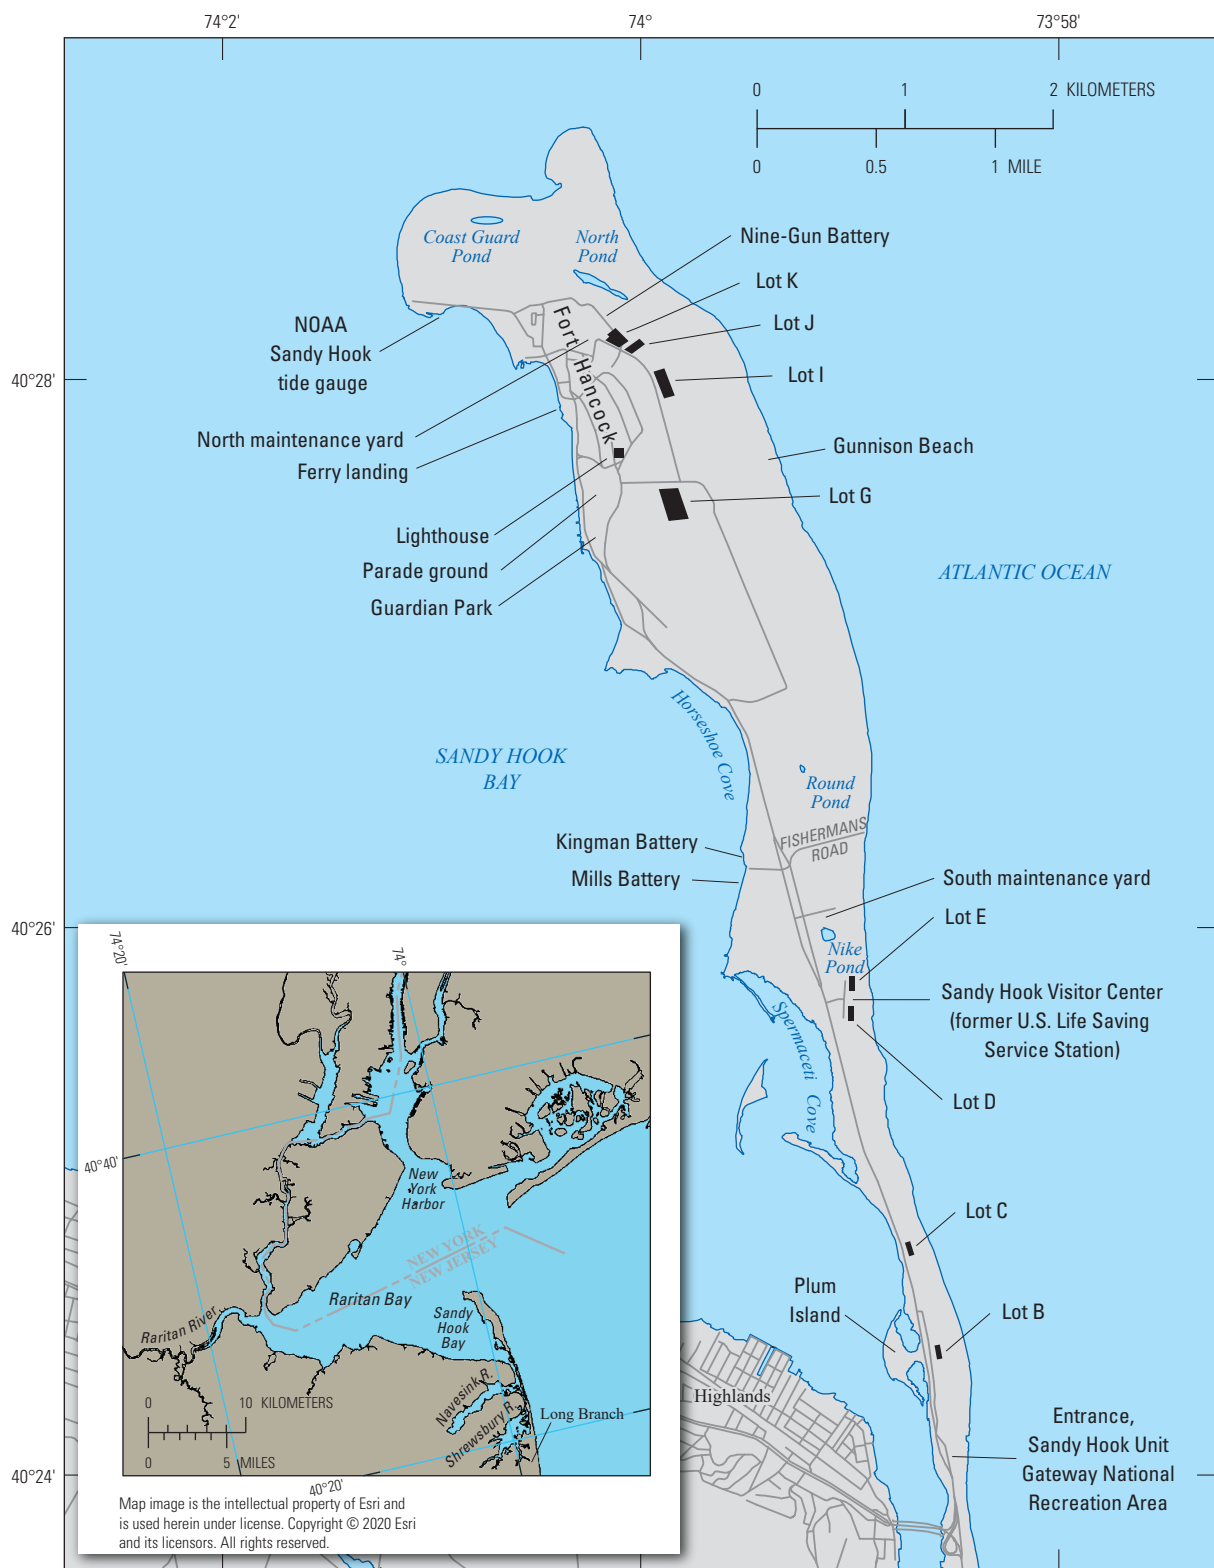 74°2'
74°
73°58'
0 1 2 KILOMETERS
0 0.5 1 MILE
Nine-Gun Battery
Coast Guard
Pond
North
Pond
Lot K
NOAA
Sandy Hook
tide gauge
Lot J
Fort Hancock
Lot I
40°28'
North maintenance yard
Ferry landing
Gunnison Beach
Lot G
Lighthouse
Parade ground
Guardian Park
ATLANTIC OCEAN
Horseshoe Cove
SANDY HOOK
BAY
Round
Pond
FISHERMANS
ROAD
Kingman Battery
Mills Battery
South maintenance yard
Lot E
40°26'
Nike
Pond
Sandy Hook Visitor Center
(former U.S. Life Saving
Service Station)
Spermaceti Cove
Lot D
Lot C
Plum
Island
Lot B
Highlands
Entrance,
Sandy Hook Unit
Gateway National
Recreation Area
40°24'
74°20'
74°
40°40'
New
York
Harbor
NEW YORK
NEW JERSEY
Raritan Bay
Raritan River
Sandy
Hook
Bay
Navesink R.
Shrewsbury R.
Long Branch
0 10 KILOMETERS
0 5 MILES
40°20'
Map image is the intellectual property of Esri and
is used herein under license. Copyright © 2020 Esri
and its licensors. All rights reserved.